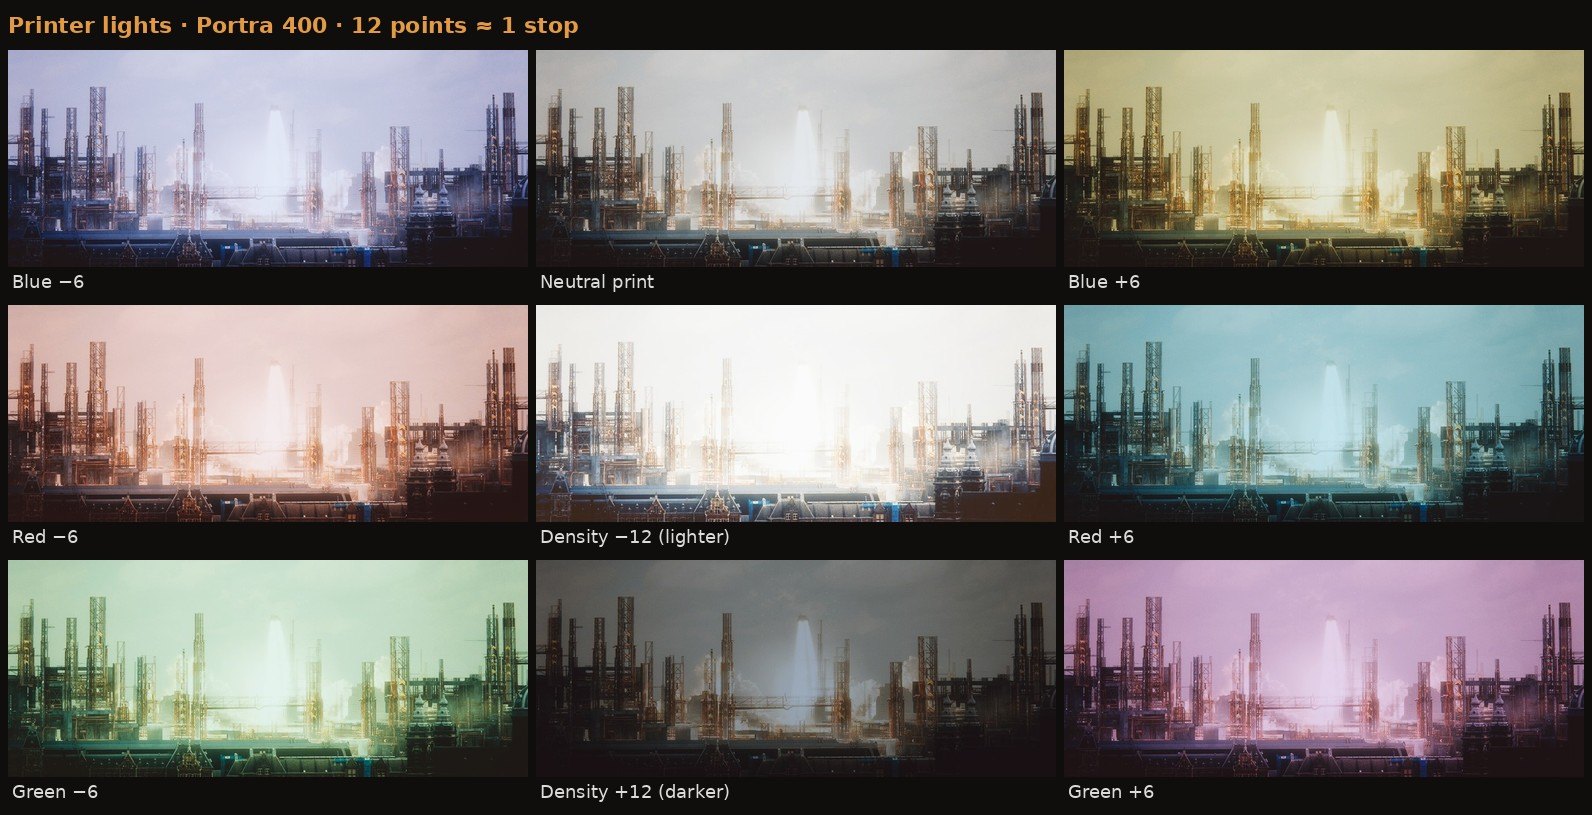 Printer lights · Portra 400 · 12 points ≈ 1 stop
Blue −6
Neutral print
Blue +6
Red −6
Density −12 (lighter)
Red +6
Green −6
Density +12 (darker)
Green +6